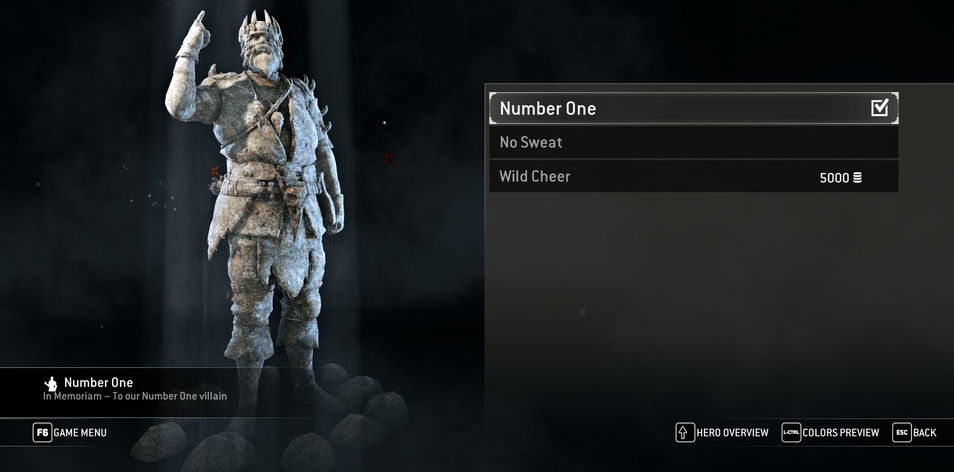 Number One
No Sweat
Wild Cheer 5000
Number One
In Memoriam – To our Number One villain
F6 GAME MENU
HERO OVERVIEW L-CTRL COLORS PREVIEW ESC BACK